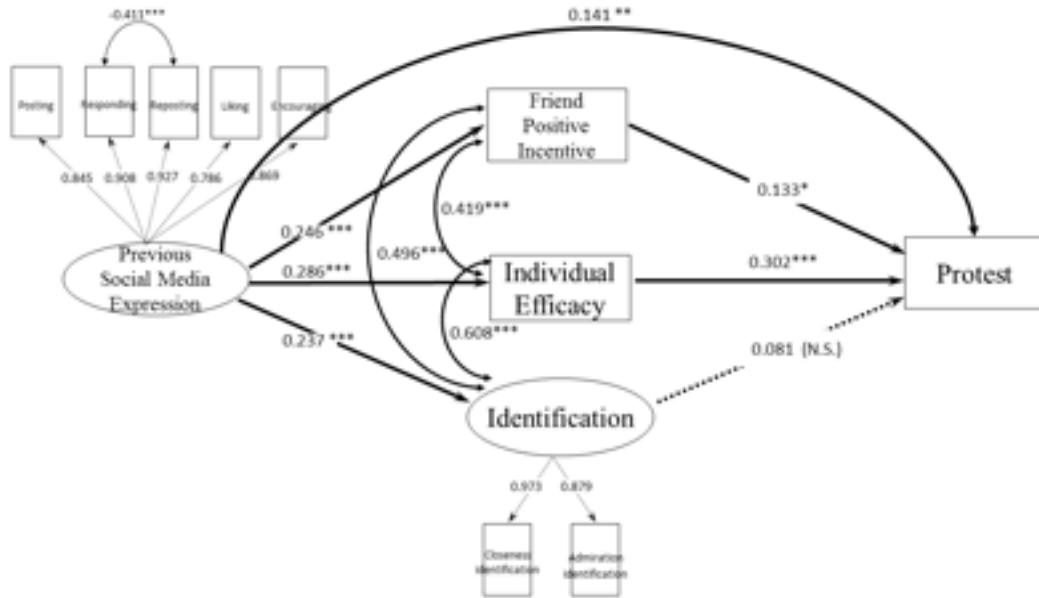 -0.411***
0.141 **
Posting
Responding
Reposting
Liking
Encouraging
Friend
Positive
Incentive
0.845
0.908
0.927
0.786
0.869
0.133*
0.419***
0.246 ***
0.496***
Previous
Social Media
Expression
0.286***
Individual
Efficacy
0.302***
Protest
0.237 ***
0.608***
0.081 (N.S.)
Identification
0.973
0.879
Closeness
Identification
Admiration
Identification